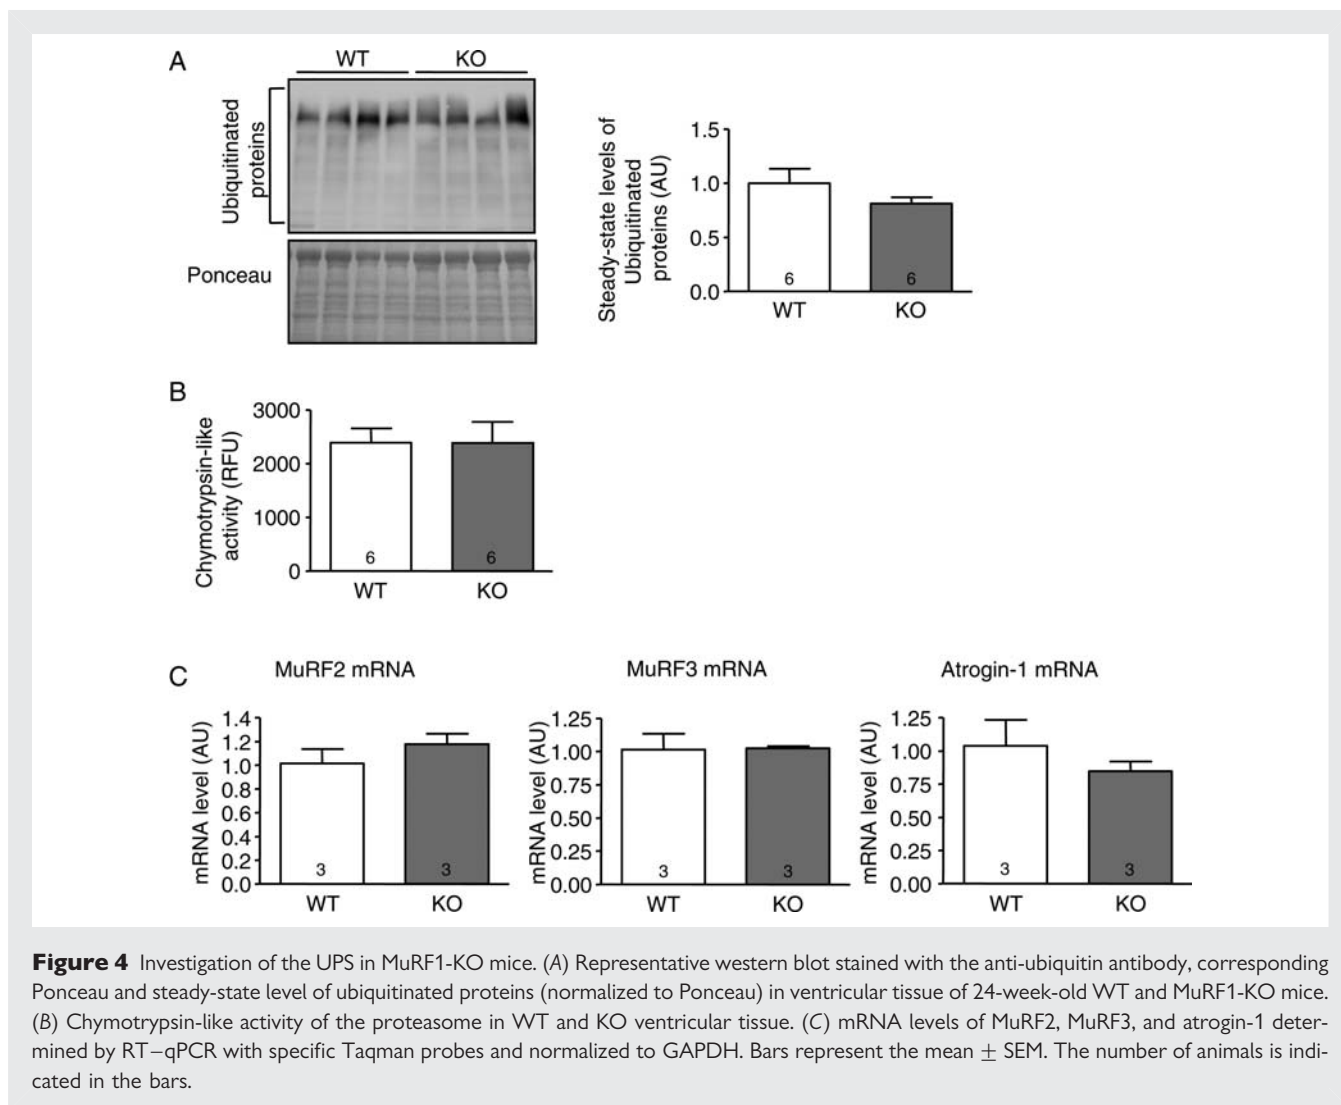 A
WT KO
Ubiquitinated
proteins
Ponceau
Steady-state levels of
Ubiquitinated
proteins (AU)
1.5
1.0
0.5
0.0
6 6
WT KO
B
Chymotrypsin-like
activity (RFU)
3000
2000
1000
0
6 6
WT KO
C
MuRF2 mRNA
mRNA level (AU)
1.4
1.2
1.0
0.8
0.6
0.4
0.2
0.0
3 3
WT KO
MuRF3 mRNA
mRNA level (AU)
1.25
1.00
0.75
0.50
0.25
0.00
3 3
WT KO
Atrogin-1 mRNA
mRNA level (AU)
1.25
1.00
0.75
0.50
0.25
0.00
3 3
WT KO
Figure 4 Investigation of the UPS in MuRF1-KO mice. (A) Representative western blot stained with the anti-ubiquitin antibody, corresponding
Ponceau and steady-state level of ubiquitinated proteins (normalized to Ponceau) in ventricular tissue of 24-week-old WT and MuRF1-KO mice.
(B) Chymotrypsin-like activity of the proteasome in WT and KO ventricular tissue. (C) mRNA levels of MuRF2, MuRF3, and atrogin-1 deter-
mined by RT–qPCR with specific Taqman probes and normalized to GAPDH. Bars represent the mean ± SEM. The number of animals is indi-
cated in the bars.